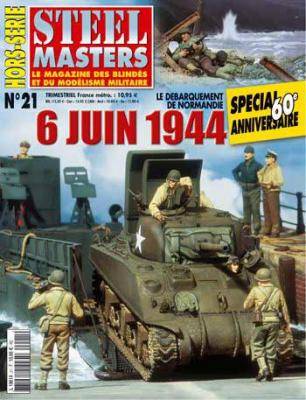 HORS-SÉRIE
STEEL
MASTERS
LE MAGAZINE DES BLINDÉS
ET DU MODÉLISME MILITAIRE
N°21
TRIMESTRIEL France métro. : 10,95 €
LE DÉBARQUEMENT
DE NORMANDIE
6 JUIN 1944
SPECIAL
60e
ANNIVERSAIRE